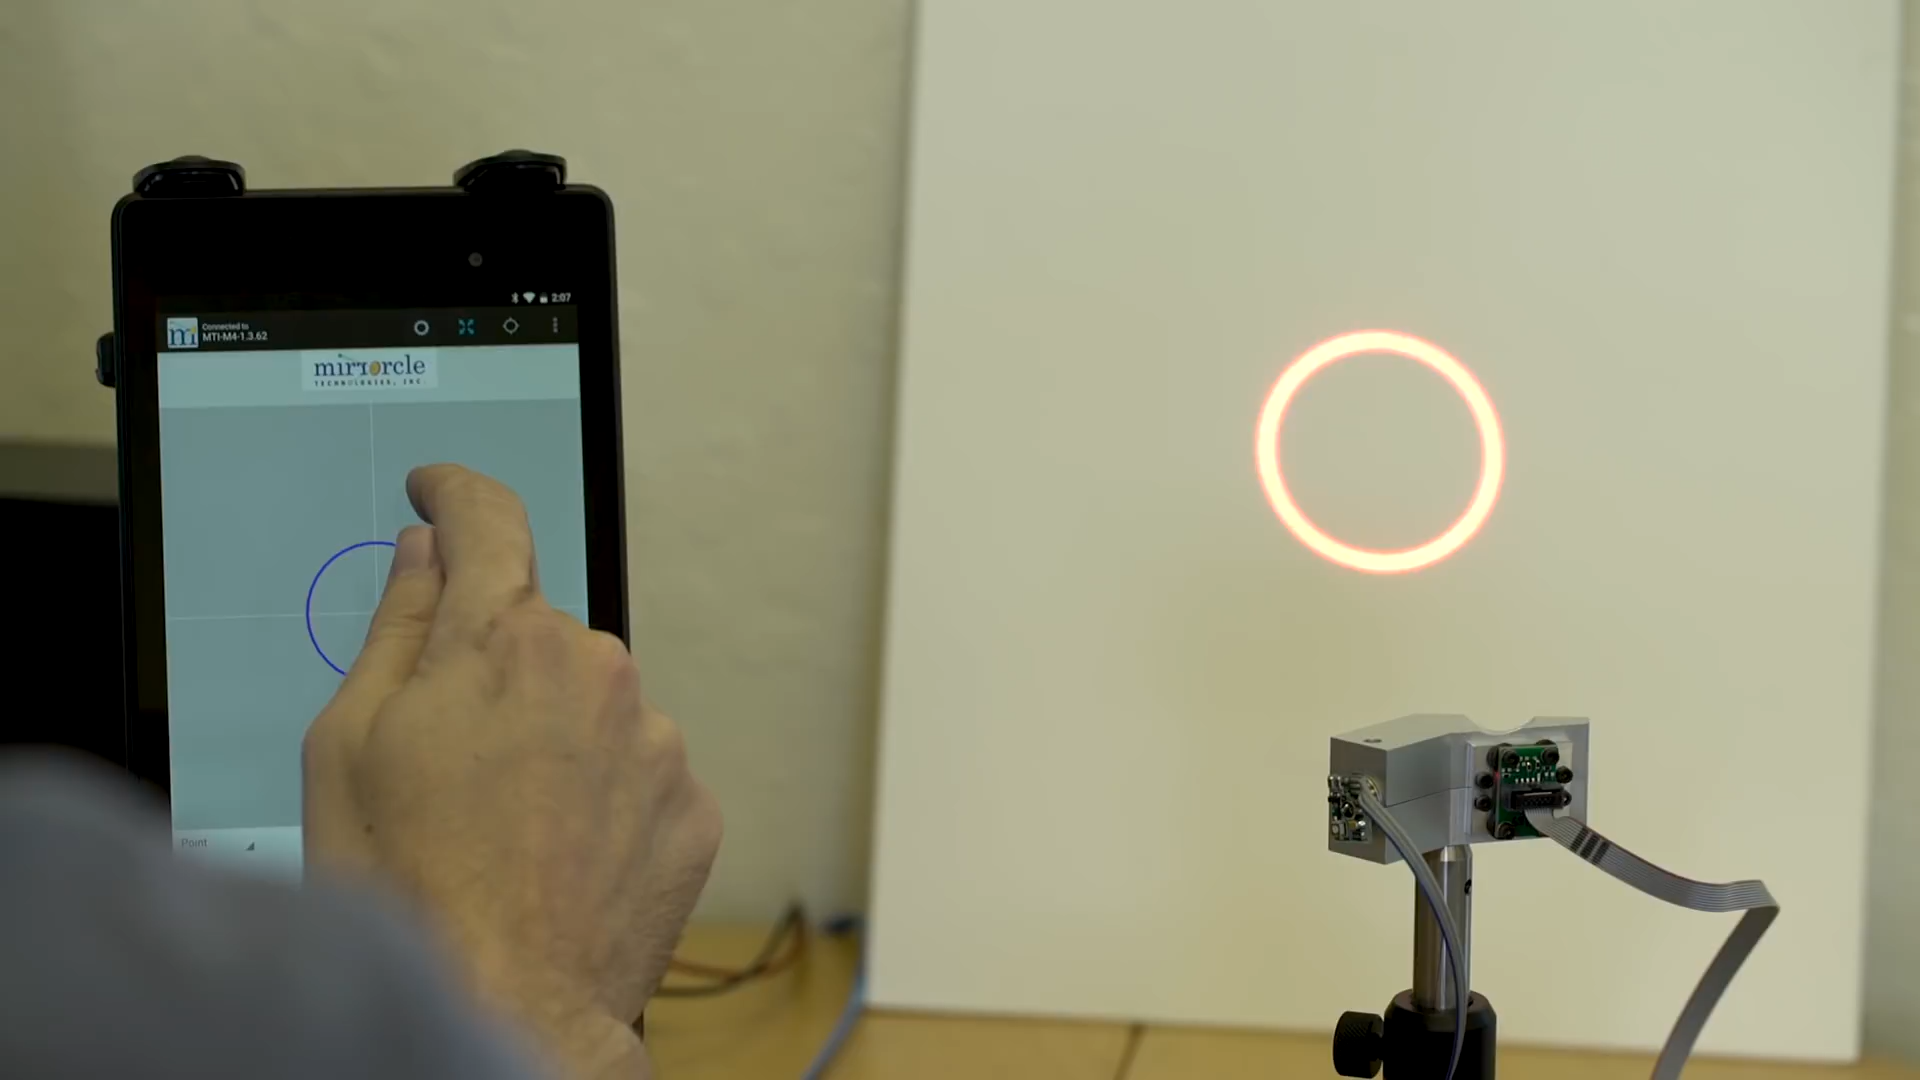 2:07
Connected to
MTI-M4-1.3.62
m
mirrorcle
TECHNOLOGIES, INC.
Point